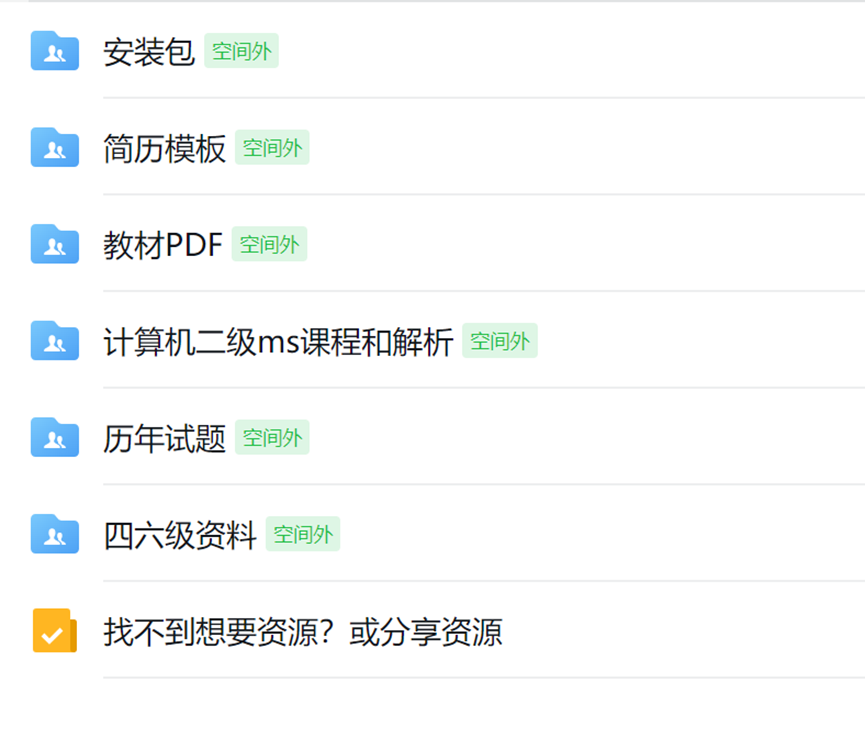 安装包 空间外
简历模板 空间外
教材PDF 空间外
计算机二级ms课程和解析 空间外
历年试题 空间外
四六级资料 空间外
找不到想要资源？或分享资源